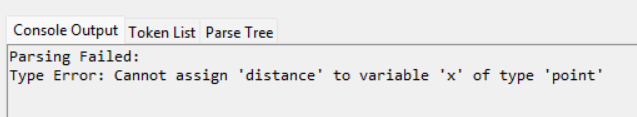 Console Output Token List Parse Tree
Parsing Failed:
Type Error: Cannot assign 'distance' to variable 'x' of type 'point'